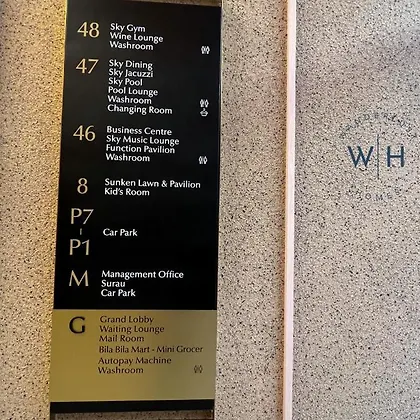 48 Sky Gym
Wine Lounge
Washroom
47 Sky Dining
Sky Jacuzzi
Sky Pool
Pool Lounge
Washroom
Changing Room
46 Business Centre
Sky Music Lounge
Function Pavilion
Washroom
8 Sunken Lawn & Pavilion
Kid's Room
P7
-
P1
Car Park
M Management Office
Surau
Car Park
G Grand Lobby
Waiting Lounge
Mail Room
Bila Bila Mart - Mini Grocer
Autopay Machine
Washroom
W H